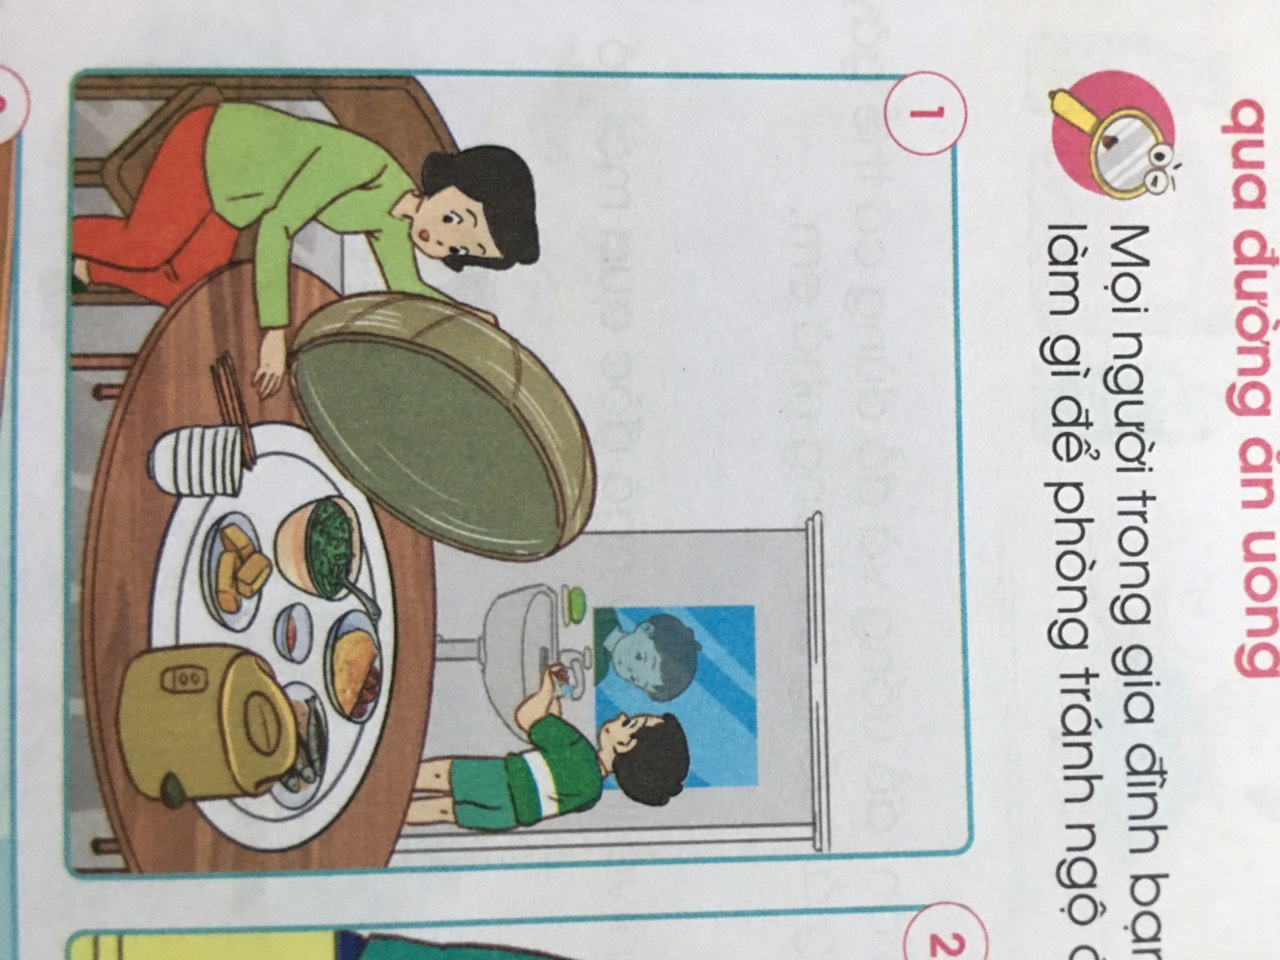 qua đường ăn uống
Mọi người trong gia đình bạn
làm gì để phòng tránh ngộ
1
2